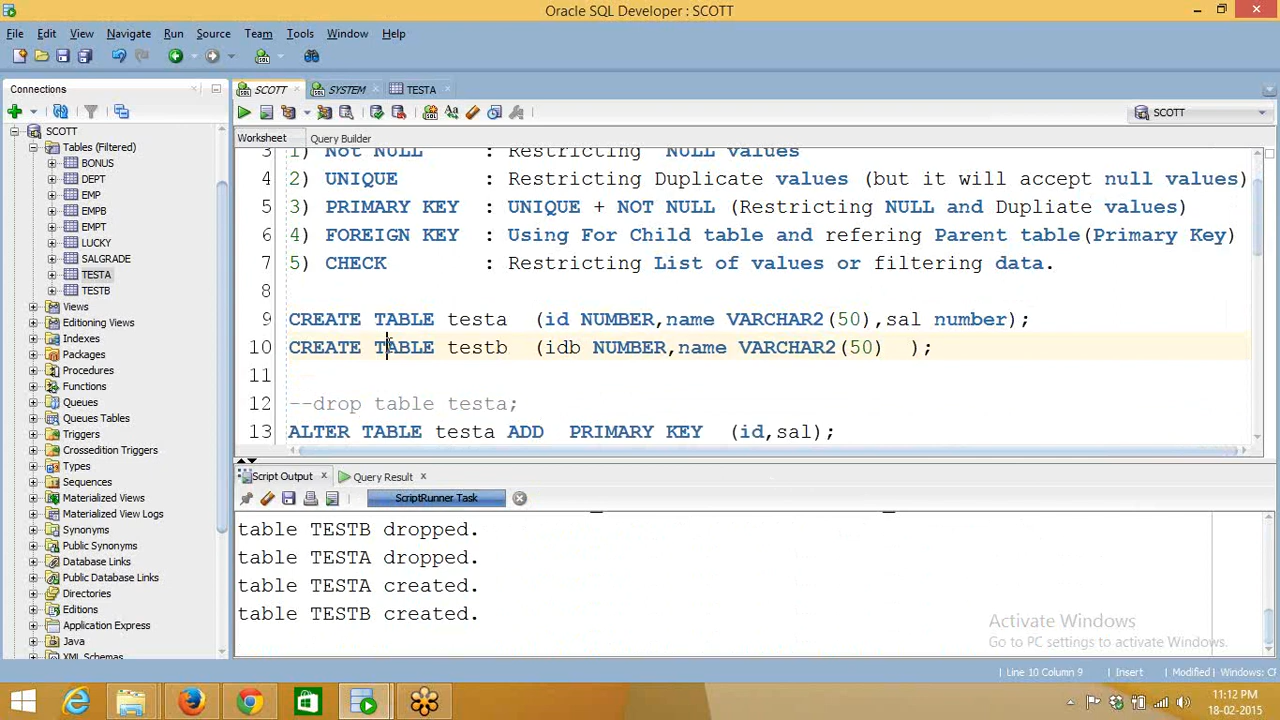 Oracle SQL Developer : SCOTT
File Edit View Navigate Run Source Team Tools Window Help
Connections
SCOTT
Tables (Filtered)
BONUS
DEPT
EMP
EMPB
EMPT
LUCKY
SALGRADE
TESTA
TESTB
Views
Editioning Views
Indexes
Packages
Procedures
Functions
Queues
Queues Tables
Triggers
Crossedition Triggers
Types
Sequences
Materialized Views
Materialized View Logs
Synonyms
Public Synonyms
Database Links
Public Database Links
Directories
Editions
Application Express
Java
XML Schemas
SCOTT SYSTEM TESTA
SCOTT
Worksheet Query Builder
3 1) Not NULL : Restricting NULL values
4 2) UNIQUE : Restricting Duplicate values (but it will accept null values)
5 3) PRIMARY KEY : UNIQUE + NOT NULL (Restricting NULL and Dupliate values)
6 4) FOREIGN KEY : Using For Child table and refering Parent table(Primary Key)
7 5) CHECK : Restricting List of values or filtering data.
8
9 CREATE TABLE testa (id NUMBER,name VARCHAR2(50),sal number);
10 CREATE TABLE testb (idb NUMBER,name VARCHAR2(50) );
11
12 --drop table testa;
13 ALTER TABLE testa ADD PRIMARY KEY (id,sal);
Script Output Query Result
ScriptRunner Task
table TESTB dropped.
table TESTA dropped.
table TESTA created.
table TESTB created.
Activate Windows
Go to PC settings to activate Windows.
Line 10 Column 9 Insert Modified Windows: CF
11:12 PM
18-02-2015